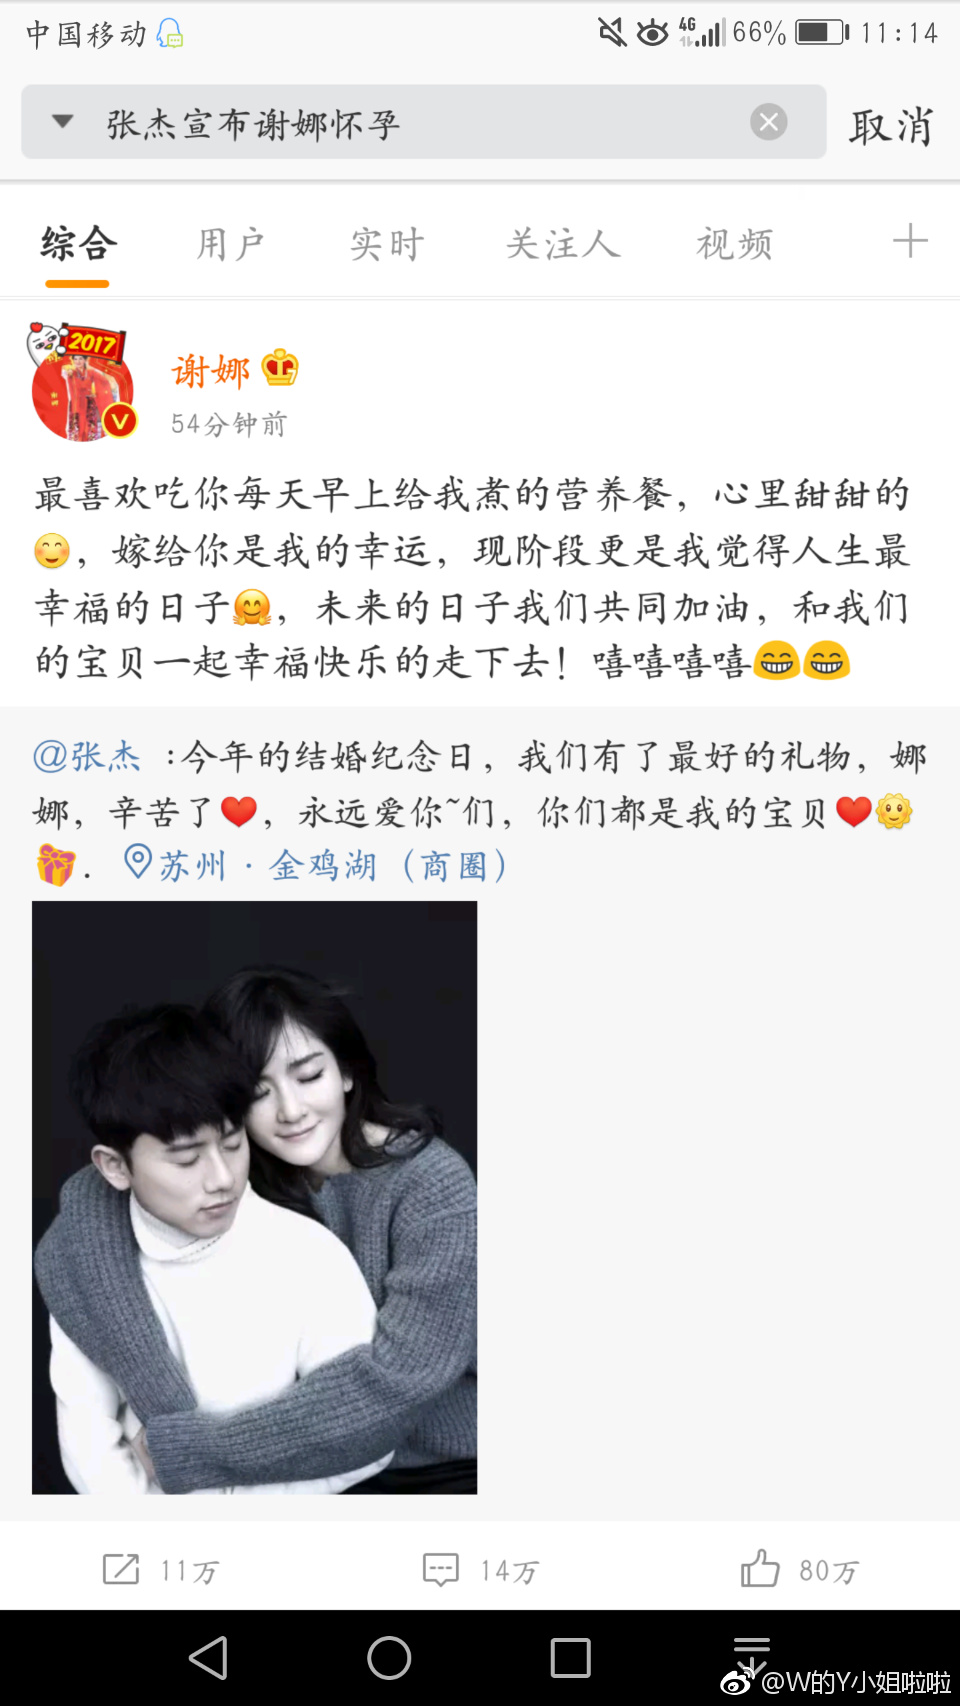 中国移动 4G 66% 11:14
张杰宣布谢娜怀孕 取消
综合 用户 实时 关注人 视频
2017
谢娜
54分钟前
最喜欢吃你每天早上给我煮的营养餐，心里甜甜的
😊，嫁给你是我的幸运，现阶段更是我觉得人生最
幸福的日子🤗，未来的日子我们共同加油，和我们
的宝贝一起幸福快乐的走下去！嘻嘻嘻嘻😁😁
@张杰 :今年的结婚纪念日，我们有了最好的礼物，娜
娜，辛苦了❤️，永远爱你~们，你们都是我的宝贝❤️🌞
🎁. 苏州·金鸡湖（商圈）
11万 14万 80万
@W的Y小姐啦啦